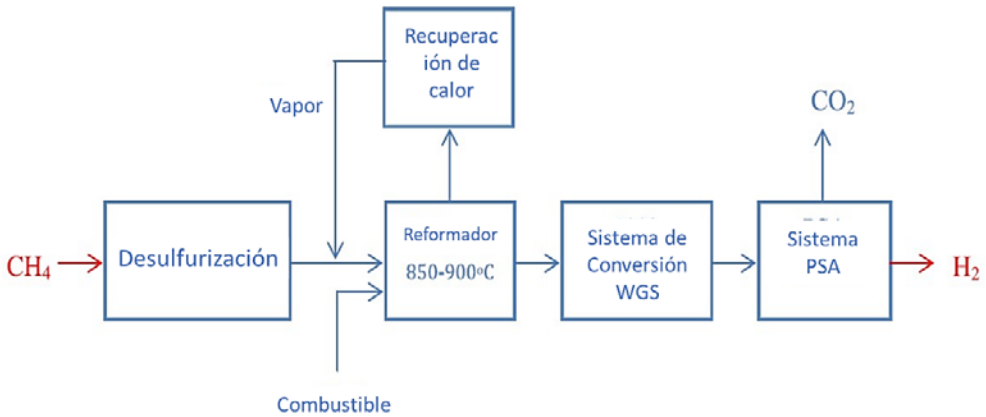 Recuperac
ión de
calor
Vapor
CO₂
CH₄
Desulfurización
Reformador
850-900ºC
Sistema de
Conversión
WGS
Sistema
PSA
H₂
Combustible